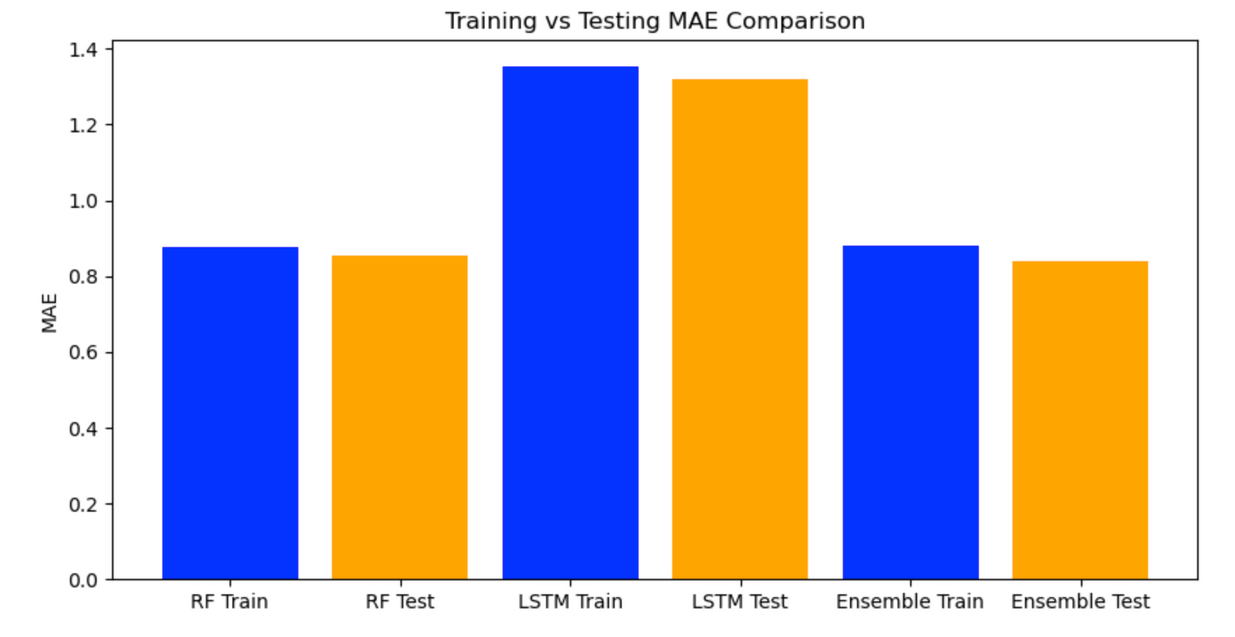 Training vs Testing MAE Comparison
MAE
1.4
1.2
1.0
0.8
0.6
0.4
0.2
0.0
RF Train
RF Test
LSTM Train
LSTM Test
Ensemble Train
Ensemble Test